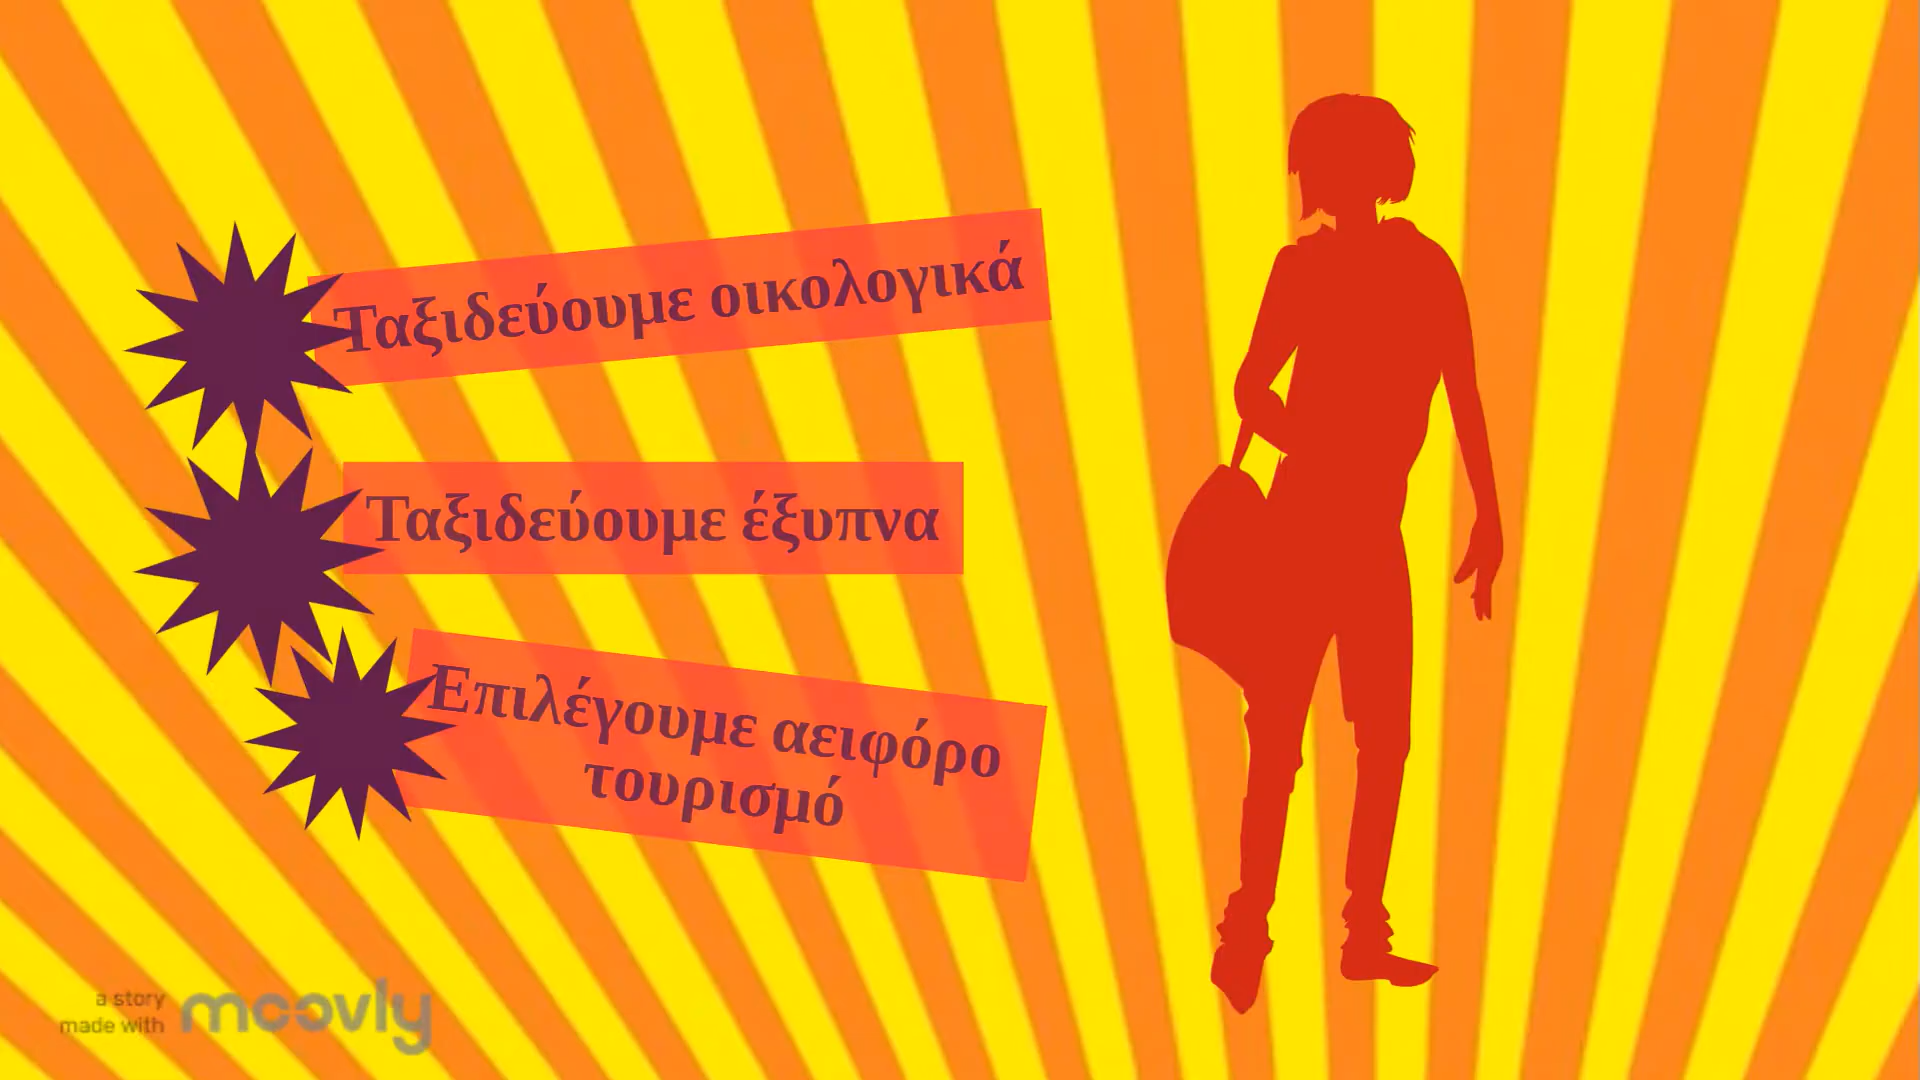 Ταξιδεύουμε οικολογικά
Ταξιδεύουμε έξυπνα
Επιλέγουμε αειφόρο
τουρισμό
a story
made with
moovly